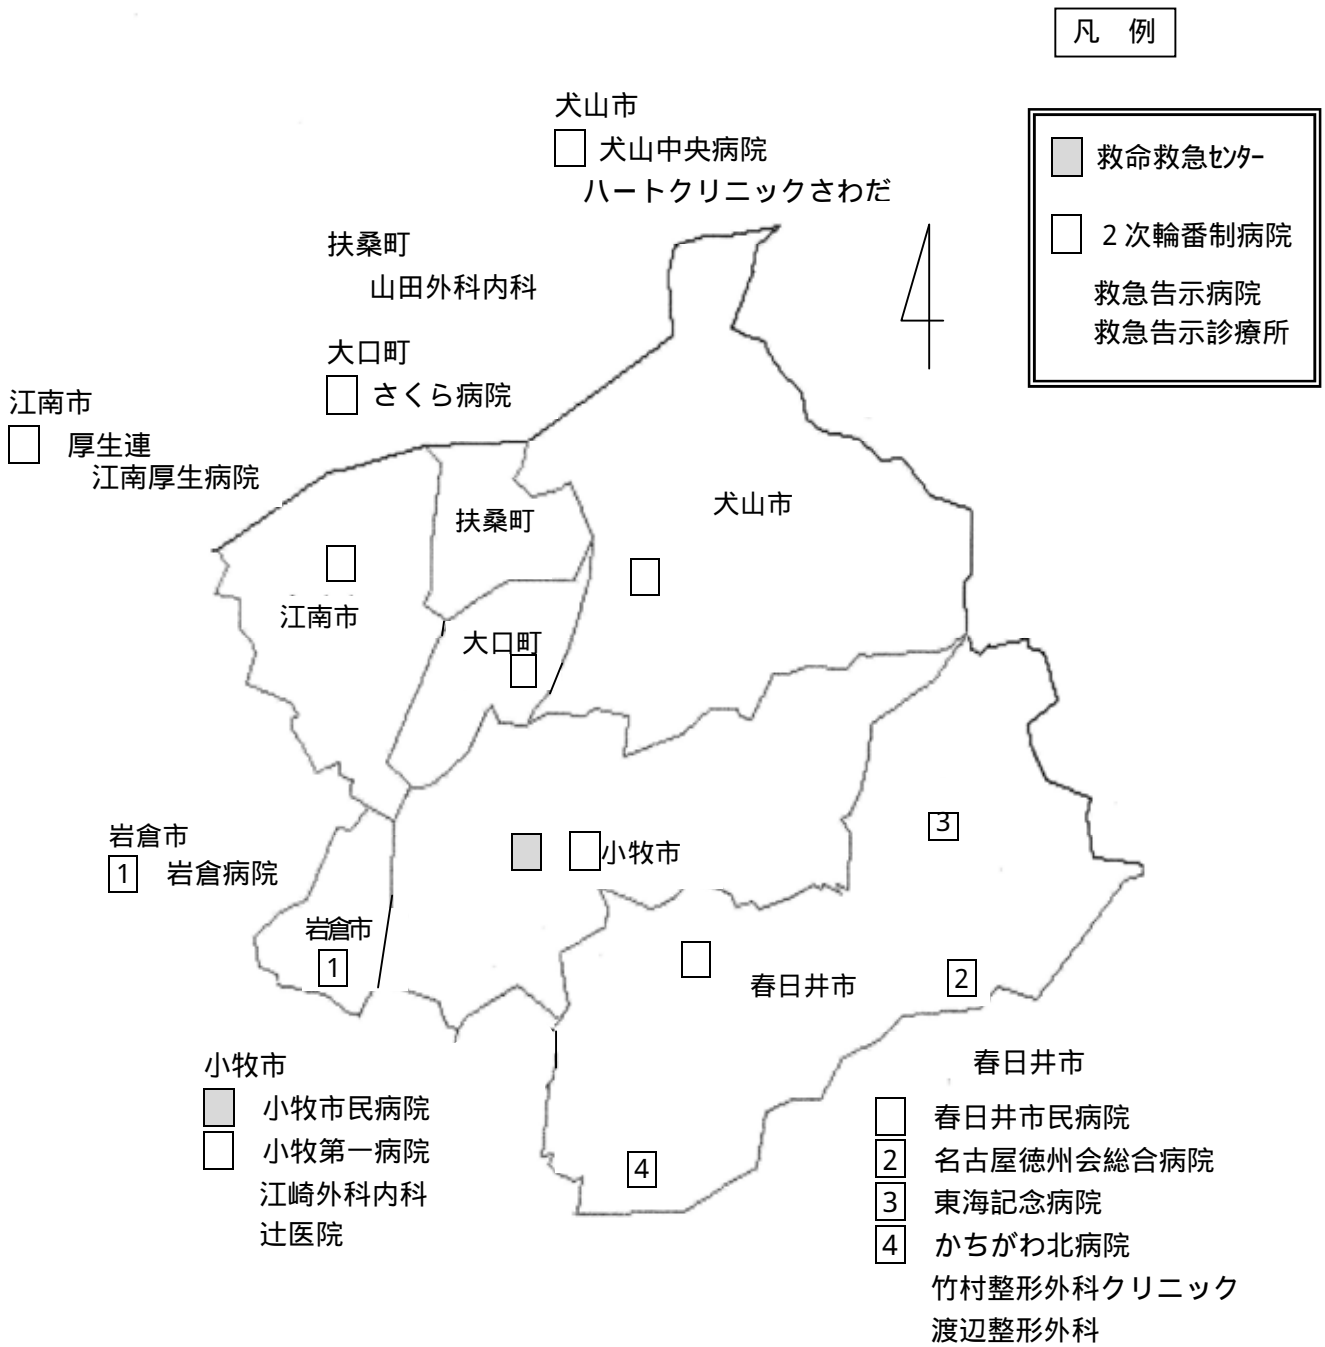 凡　例
救命救急ｾﾝﾀｰ
2次輪番制病院
救急告示病院
救急告示診療所
犬山市
犬山中央病院
ハートクリニックさわだ
扶桑町
山田外科内科
大口町
さくら病院
江南市
厚生連
江南厚生病院
犬山市
扶桑町
江南市
大口町
3
岩倉市
1 岩倉病院
小牧市
岩倉市
1
春日井市
2
4
小牧市
小牧市民病院
小牧第一病院
江崎外科内科
辻医院
春日井市
春日井市民病院
2 名古屋徳州会総合病院
3 東海記念病院
4 かちがわ北病院
竹村整形外科クリニック
渡辺整形外科